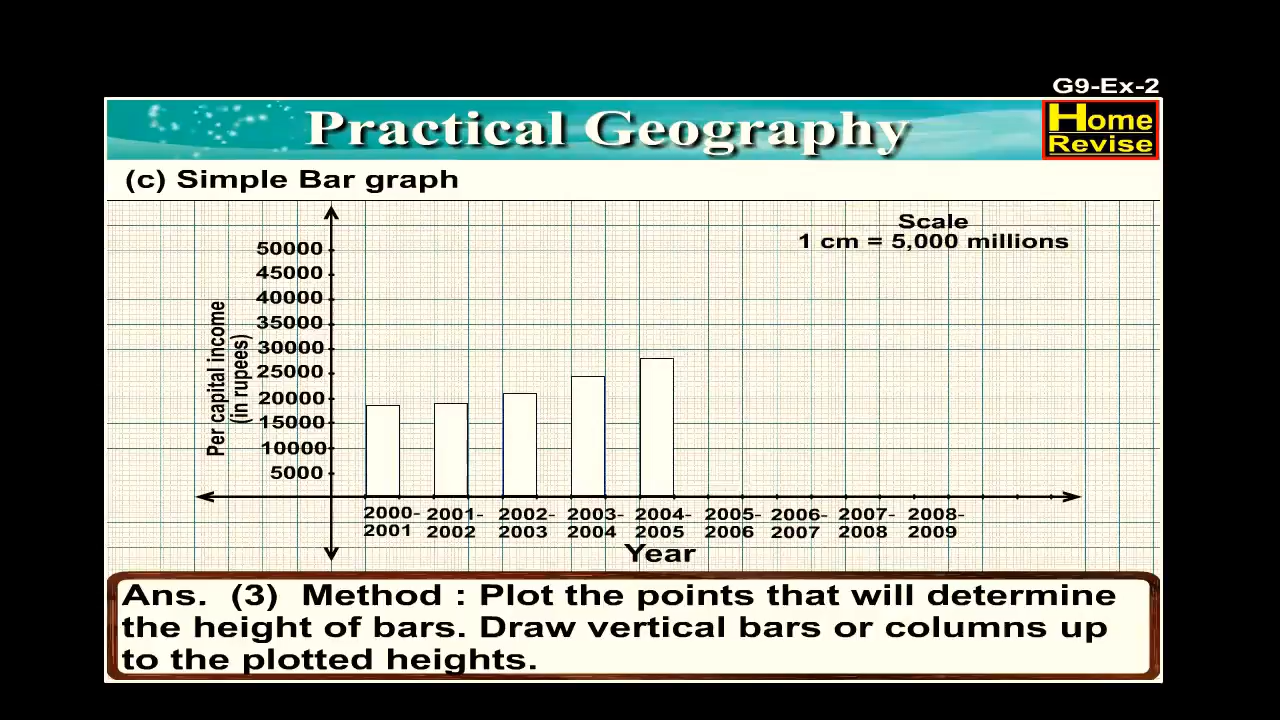 G9-Ex-2
Practical Geography
Home
Revise
(c) Simple Bar graph
Scale
1 cm = 5,000 millions
50000
45000
40000
35000
30000
25000
20000
15000
10000
5000
Per capital income
(in rupees)
2000- 2001- 2002- 2003- 2004- 2005- 2006- 2007- 2008-
2001 2002 2003 2004 2005 2006 2007 2008 2009
Year
Ans. (3) Method : Plot the points that will determine
the height of bars. Draw vertical bars or columns up
to the plotted heights.